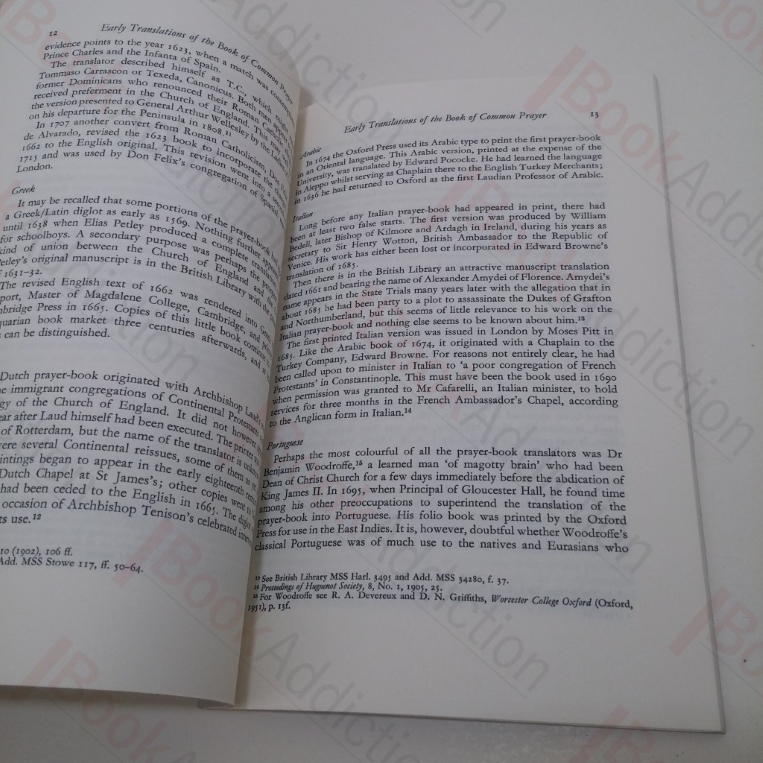 12
Early Translations of the Book of Common Prayer
evidence points to the year 1623, when a match was
Prince Charles and the Infanta of Spain.
The translator described himself as T.C., which
Tommaso Carrascon or Texeda, Canonicus. Both
former Dominicans who renounced their Roman
received preferment in the Church of England. This
the version presented to General Arthur Wellesley by the
on his departure for the Peninsula in 1808.
In 1707 another convert from Roman Catholicism, Don
de Alvarado, revised the 1623 book to incorporate the
1662 to the English original. This revision went into a
1715 and was used by Don Felix's congregation of Spanish
London.
Greek
It may be recalled that some portions of the prayer-book
a Greek/Latin diglot as early as 1569. Nothing further
until 1638 when Elias Petley produced a complete
for schoolboys. A secondary purpose was perhaps the
kind of union between the Church of England and the
Petley's original manuscript is in the British Library with
1631-32.
The revised English text of 1662 was rendered into Greek
port, Master of Magdalene College, Cambridge, and
bridge Press in 1665. Copies of this little book
quarian book market three centuries afterwards, and
can be distinguished.
Dutch prayer-book originated with Archbishop Laud's
immigrant congregations of Continental Protestants
gy of the Church of England. It did not however
ear after Laud himself had been executed. The printer
of Rotterdam, but the name of the translator is unknown
were several Continental reissues, some of them
intings began to appear in the early eighteenth
Dutch Chapel at St James's; other copies went to
had been ceded to the English in 1665. The diglot
occasion of Archbishop Tenison's celebrated
ts use.12
10 (1902), 106 ff.
Add. MSS Stowe 117, ff. 50-64.
Early Translations of the Book of Common Prayer
13
Arabic
In 1674 the Oxford Press used its Arabic type to print the first prayer-book
in an Oriental language. This Arabic version, printed at the expense of the
University, was translated by Edward Pococke. He had learned the language
in Aleppo whilst serving as Chaplain there to the English Turkey Merchants;
in 1636 he had returned to Oxford as the first Laudian Professor of Arabic.
Italian
Long before any Italian prayer-book had appeared in print, there had
been at least two false starts. The first version was produced by William
Bedell, later Bishop of Kilmore and Ardagh in Ireland, during his years as
secretary to Sir Henry Wotton, British Ambassador to the Republic of
Venice. His work has either been lost or incorporated in Edward Browne's
translation of 1685.
Then there is in the British Library an attractive manuscript translation
dated 1661 and bearing the name of Alexander Amydei of Florence. Amydei's
name appears in the State Trials many years later with the allegation that in
about 1683 he had been party to a plot to assassinate the Dukes of Grafton
and Northumberland, but this seems of little relevance to his work on the
Italian prayer-book and nothing else seems to be known about him.13
The first printed Italian version was issued in London by Moses Pitt in
1685. Like the Arabic book of 1674, it originated with a Chaplain to the
Turkey Company, Edward Browne. For reasons not entirely clear, he had
been called upon to minister in Italian to 'a poor congregation of French
Protestants' in Constantinople. This must have been the book used in 1690
when permission was granted to Mr Cafarelli, an Italian minister, to hold
services for three months in the French Ambassador's Chapel, according
to the Anglican form in Italian.14
Portuguese
Perhaps the most colourful of all the prayer-book translators was Dr
Benjamin Woodroffe,15 a learned man 'of magotty brain' who had been
Dean of Christ Church for a few days immediately before the abdication of
King James II. In 1695, when Principal of Gloucester Hall, he found time
among his other preoccupations to superintend the translation of the
prayer-book into Portuguese. His folio book was printed by the Oxford
Press for use in the East Indies. It is, however, doubtful whether Woodroffe's
classical Portuguese was of much use to the natives and Eurasians who
13 See British Library MSS Harl. 3495 and Add. MSS 34280, f. 37.
14 Proceedings of Huguenot Society, 8, No. 1, 1905, 25.
15 For Woodroffe see R. A. Devereux and D. N. Griffiths, Worcester College Oxford (Oxford,
1951), p. 13f.
Book Addiction